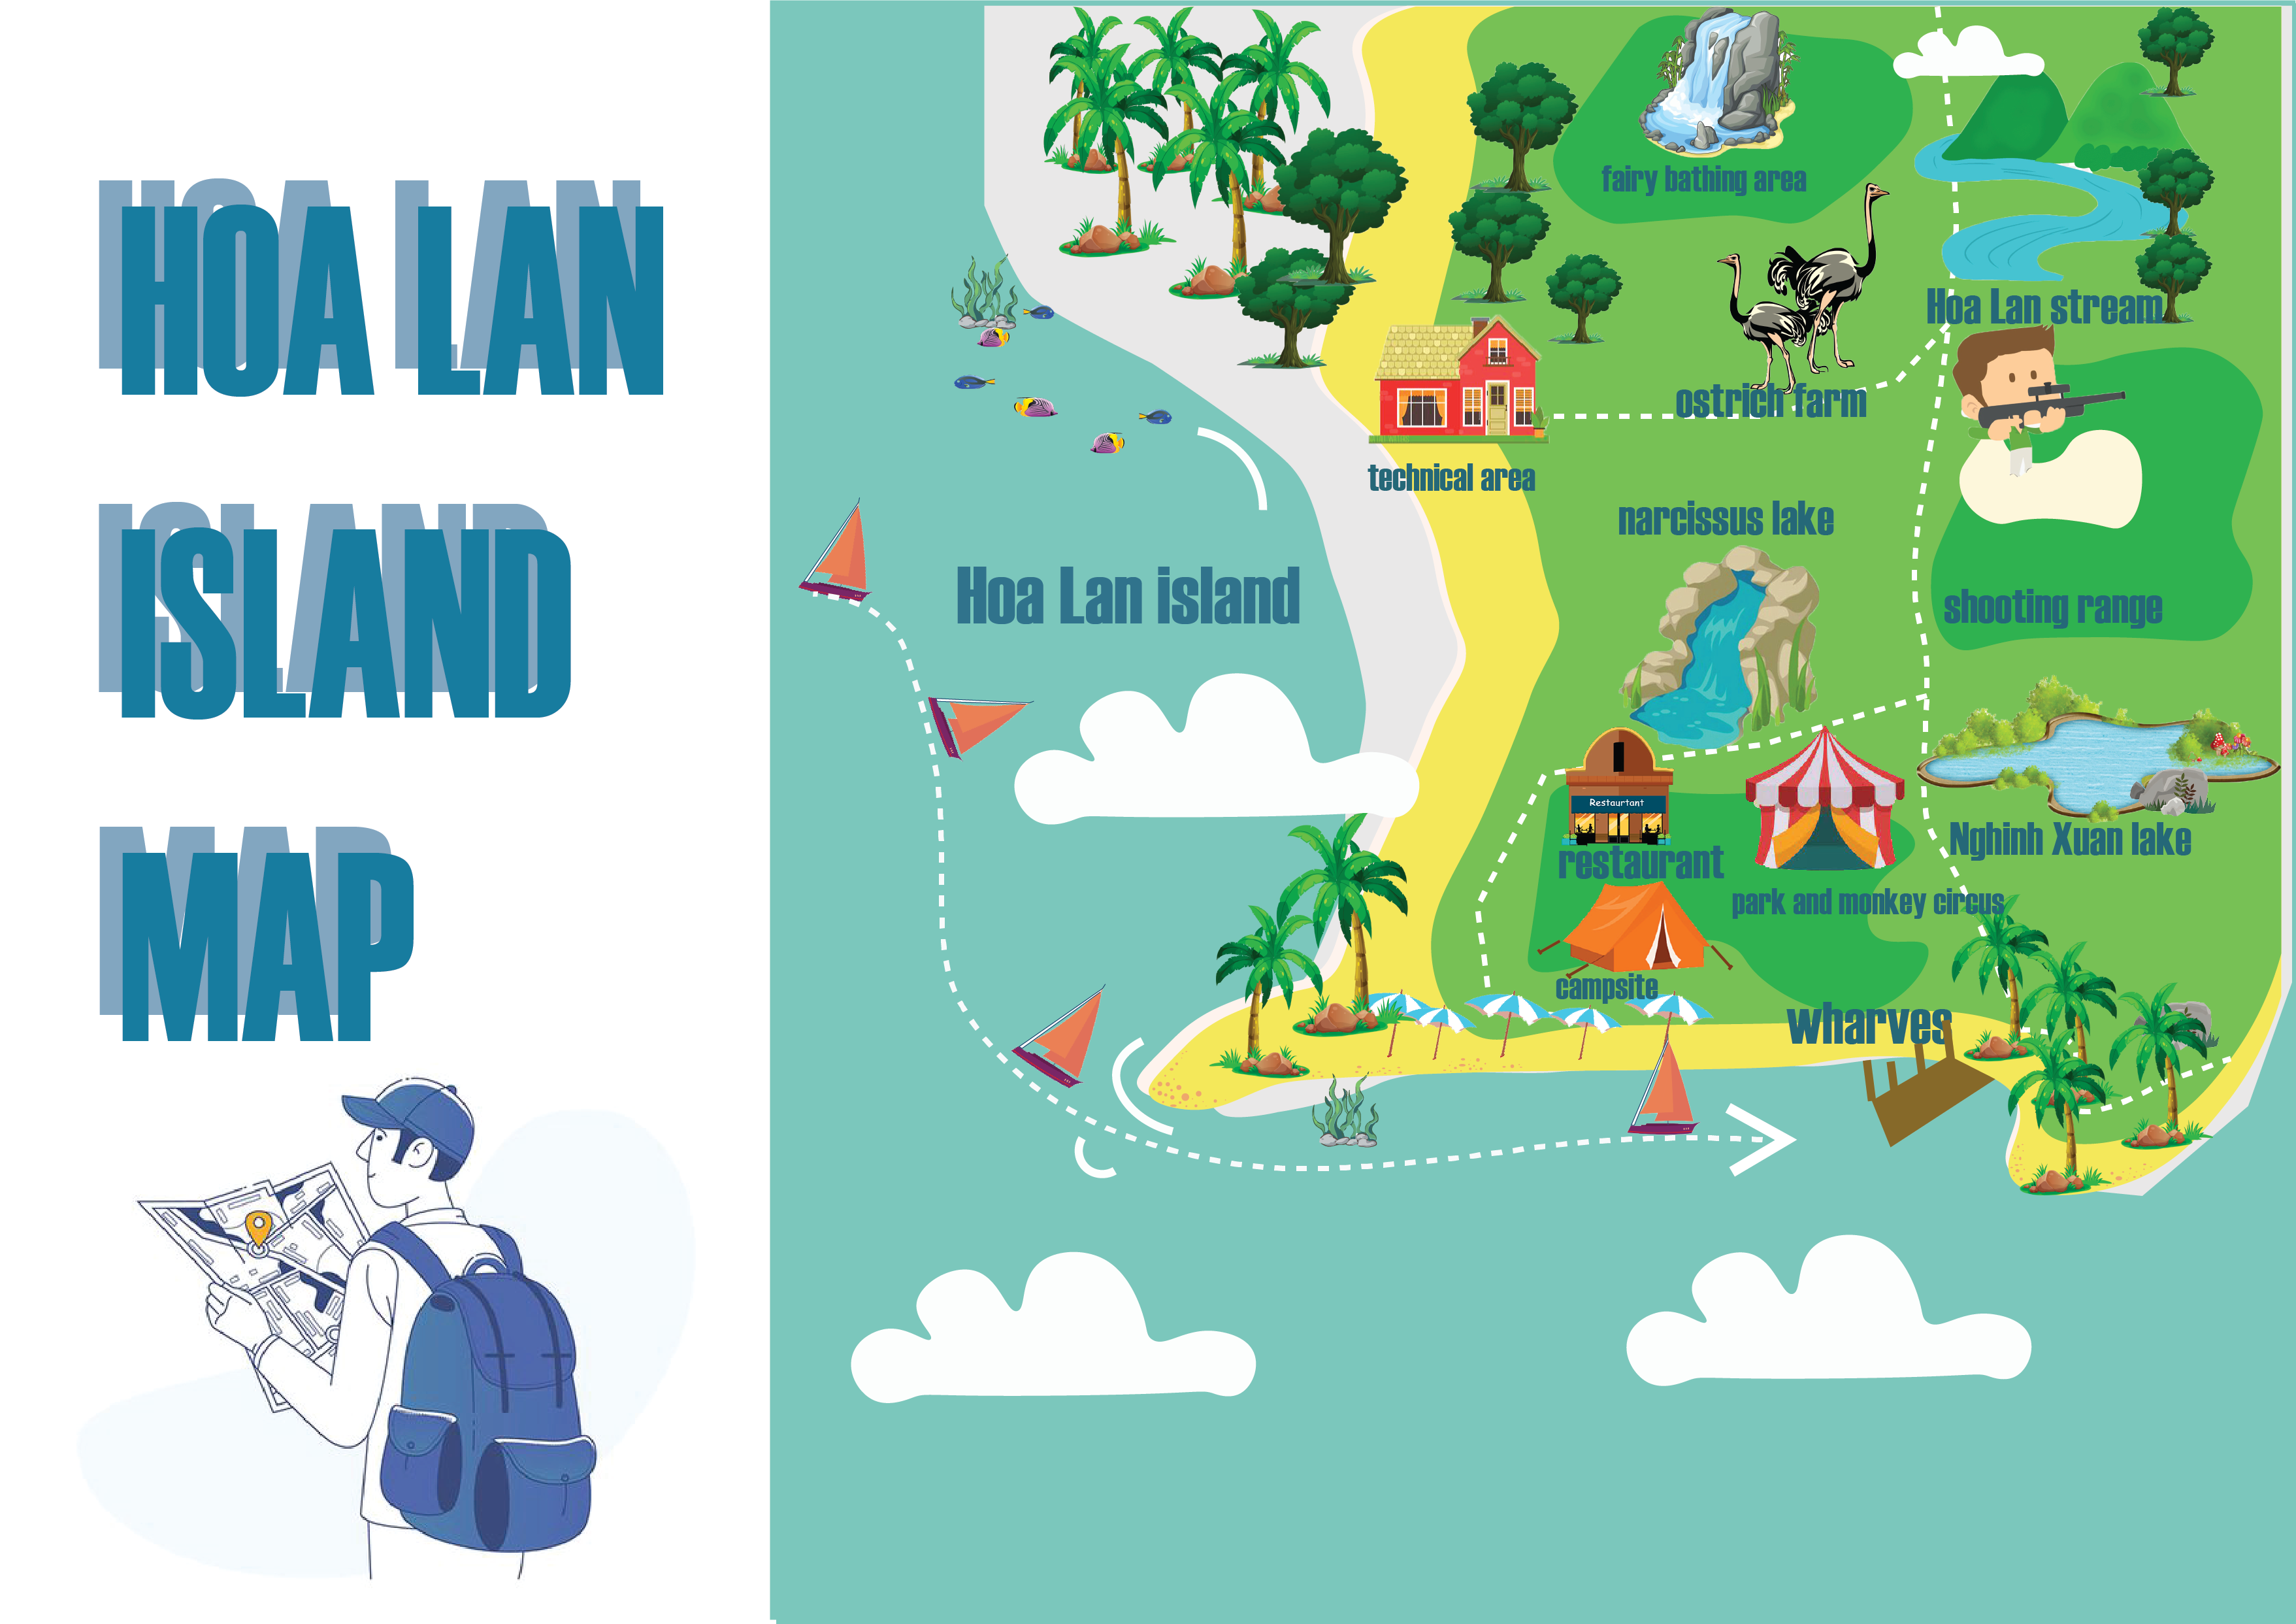 HOA LAN
ISLAND
MAP
fairy bathing area
Hoa Lan stream
ostrich farm
technical area
narcissus lake
Hoa Lan island
shooting range
Restaurtant
restaurant
Nghinh Xuan lake
park and monkey circus
campsite
wharves